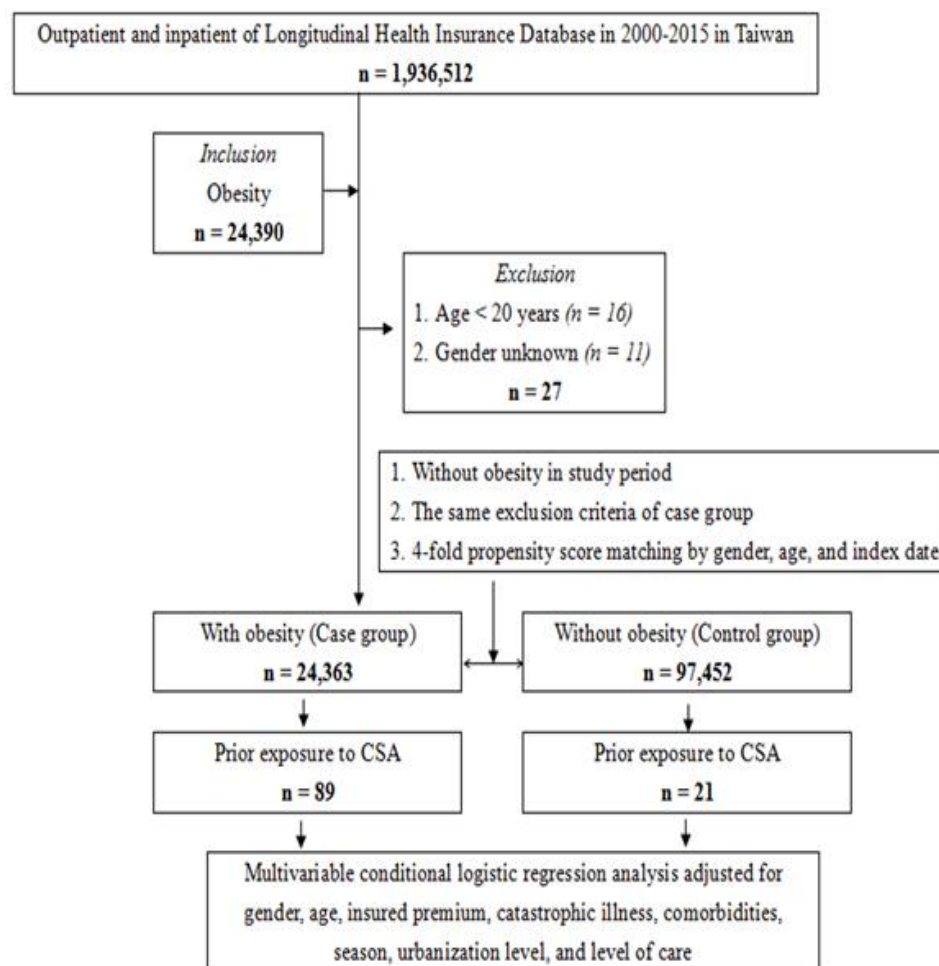 Outpatient and inpatient of Longitudinal Health Insurance Database in 2000-2015 in Taiwan
n = 1,936,512
Inclusion
Obesity
n = 24,390
Exclusion
1. Age < 20 years (n = 16)
2. Gender unknown (n = 11)
n = 27
1. Without obesity in study period
2. The same exclusion criteria of case group
3. 4-fold propensity score matching by gender, age, and index date
With obesity (Case group)
n = 24,363
Without obesity (Control group)
n = 97,452
Prior exposure to CSA
n = 89
Prior exposure to CSA
n = 21
Multivariable conditional logistic regression analysis adjusted for
gender, age, insured premium, catastrophic illness, comorbidities,
season, urbanization level, and level of care